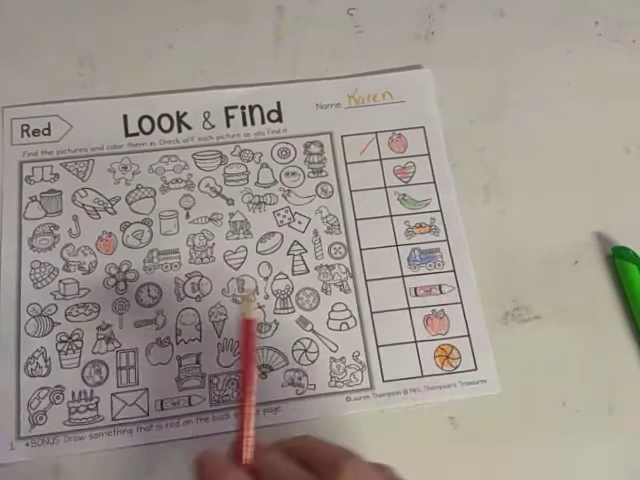 Red
Look & Find
Name Karen
Find the pictures and color them in. Check off each picture as you find it.
1 *BONUS: Draw something that is red on the back of the page.
©Lauren Thompson @ Mrs. Thompson's Treasures